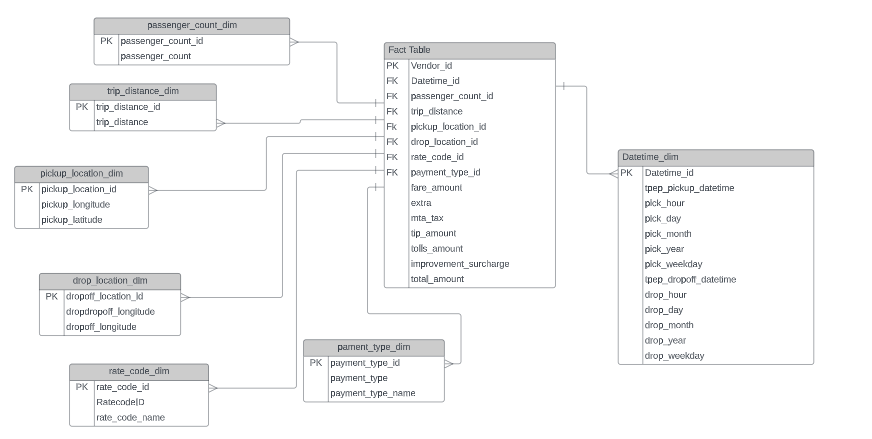 passenger_count_dim
PK passenger_count_id
passenger_count
trip_distance_dim
PK trip_distance_id
trip_distance
pickup_location_dim
PK pickup_location_id
pickup_longitude
pickup_latitude
drop_location_dim
PK dropoff_location_id
dropdropoff_longitude
dropoff_longitude
rate_code_dim
PK rate_code_id
RatecodeID
rate_code_name
Fact Table
PK Vendor_id
FK Datetime_id
FK passenger_count_id
FK trip_distance
Fk pickup_location_id
FK drop_location_id
FK rate_code_id
FK payment_type_id
fare_amount
extra
mta_tax
tip_amount
tolls_amount
improvement_surcharge
total_amount
pament_type_dim
PK payment_type_id
payment_type
payment_type_name
Datetime_dim
PK Datetime_id
tpep_pickup_datetime
pick_hour
pick_day
pick_month
pick_year
pick_weekday
tpep_dropoff_datetime
drop_hour
drop_day
drop_month
drop_year
drop_weekday